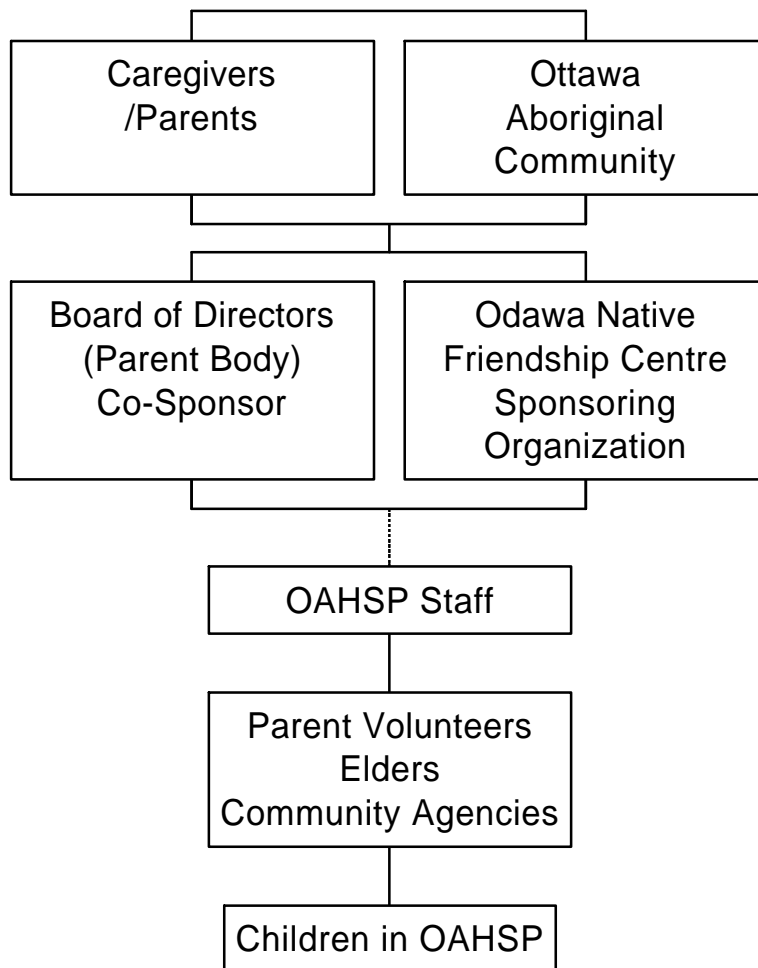 Caregivers
/Parents
Ottawa
Aboriginal
Community
Board of Directors
(Parent Body)
Co-Sponsor
Odawa Native
Friendship Centre
Sponsoring
Organization
OAHSP Staff
Parent Volunteers
Elders
Community Agencies
Children in OAHSP